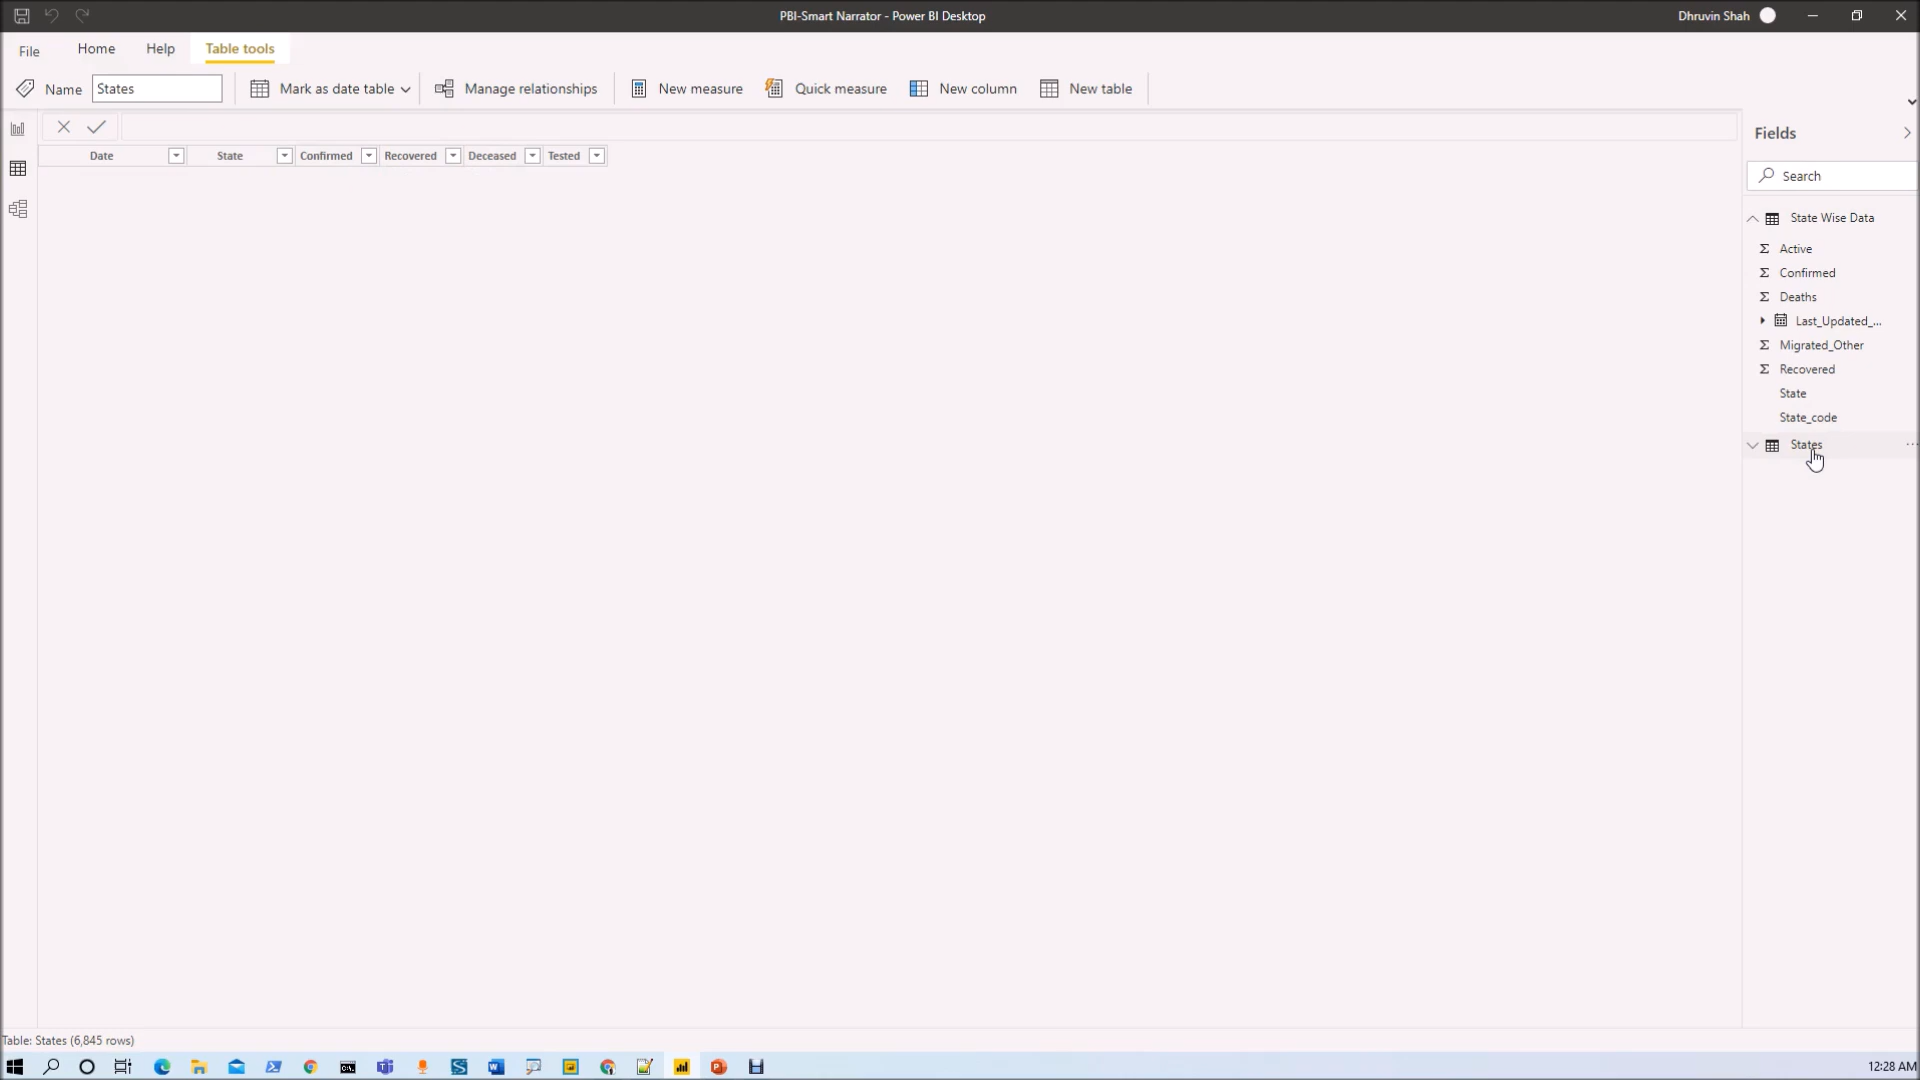 PBI-Smart Narrator - Power BI Desktop
Dhruvin Shah
File
Home
Help
Table tools
Name
States
Mark as date table
Manage relationships
New measure
Quick measure
New column
New table
Date
State
Confirmed
Recovered
Deceased
Tested
Fields
Search
State Wise Data
Active
Confirmed
Deaths
Last_Updated_...
Migrated_Other
Recovered
State
State_code
States
Table: States (6,845 rows)
12:28 AM